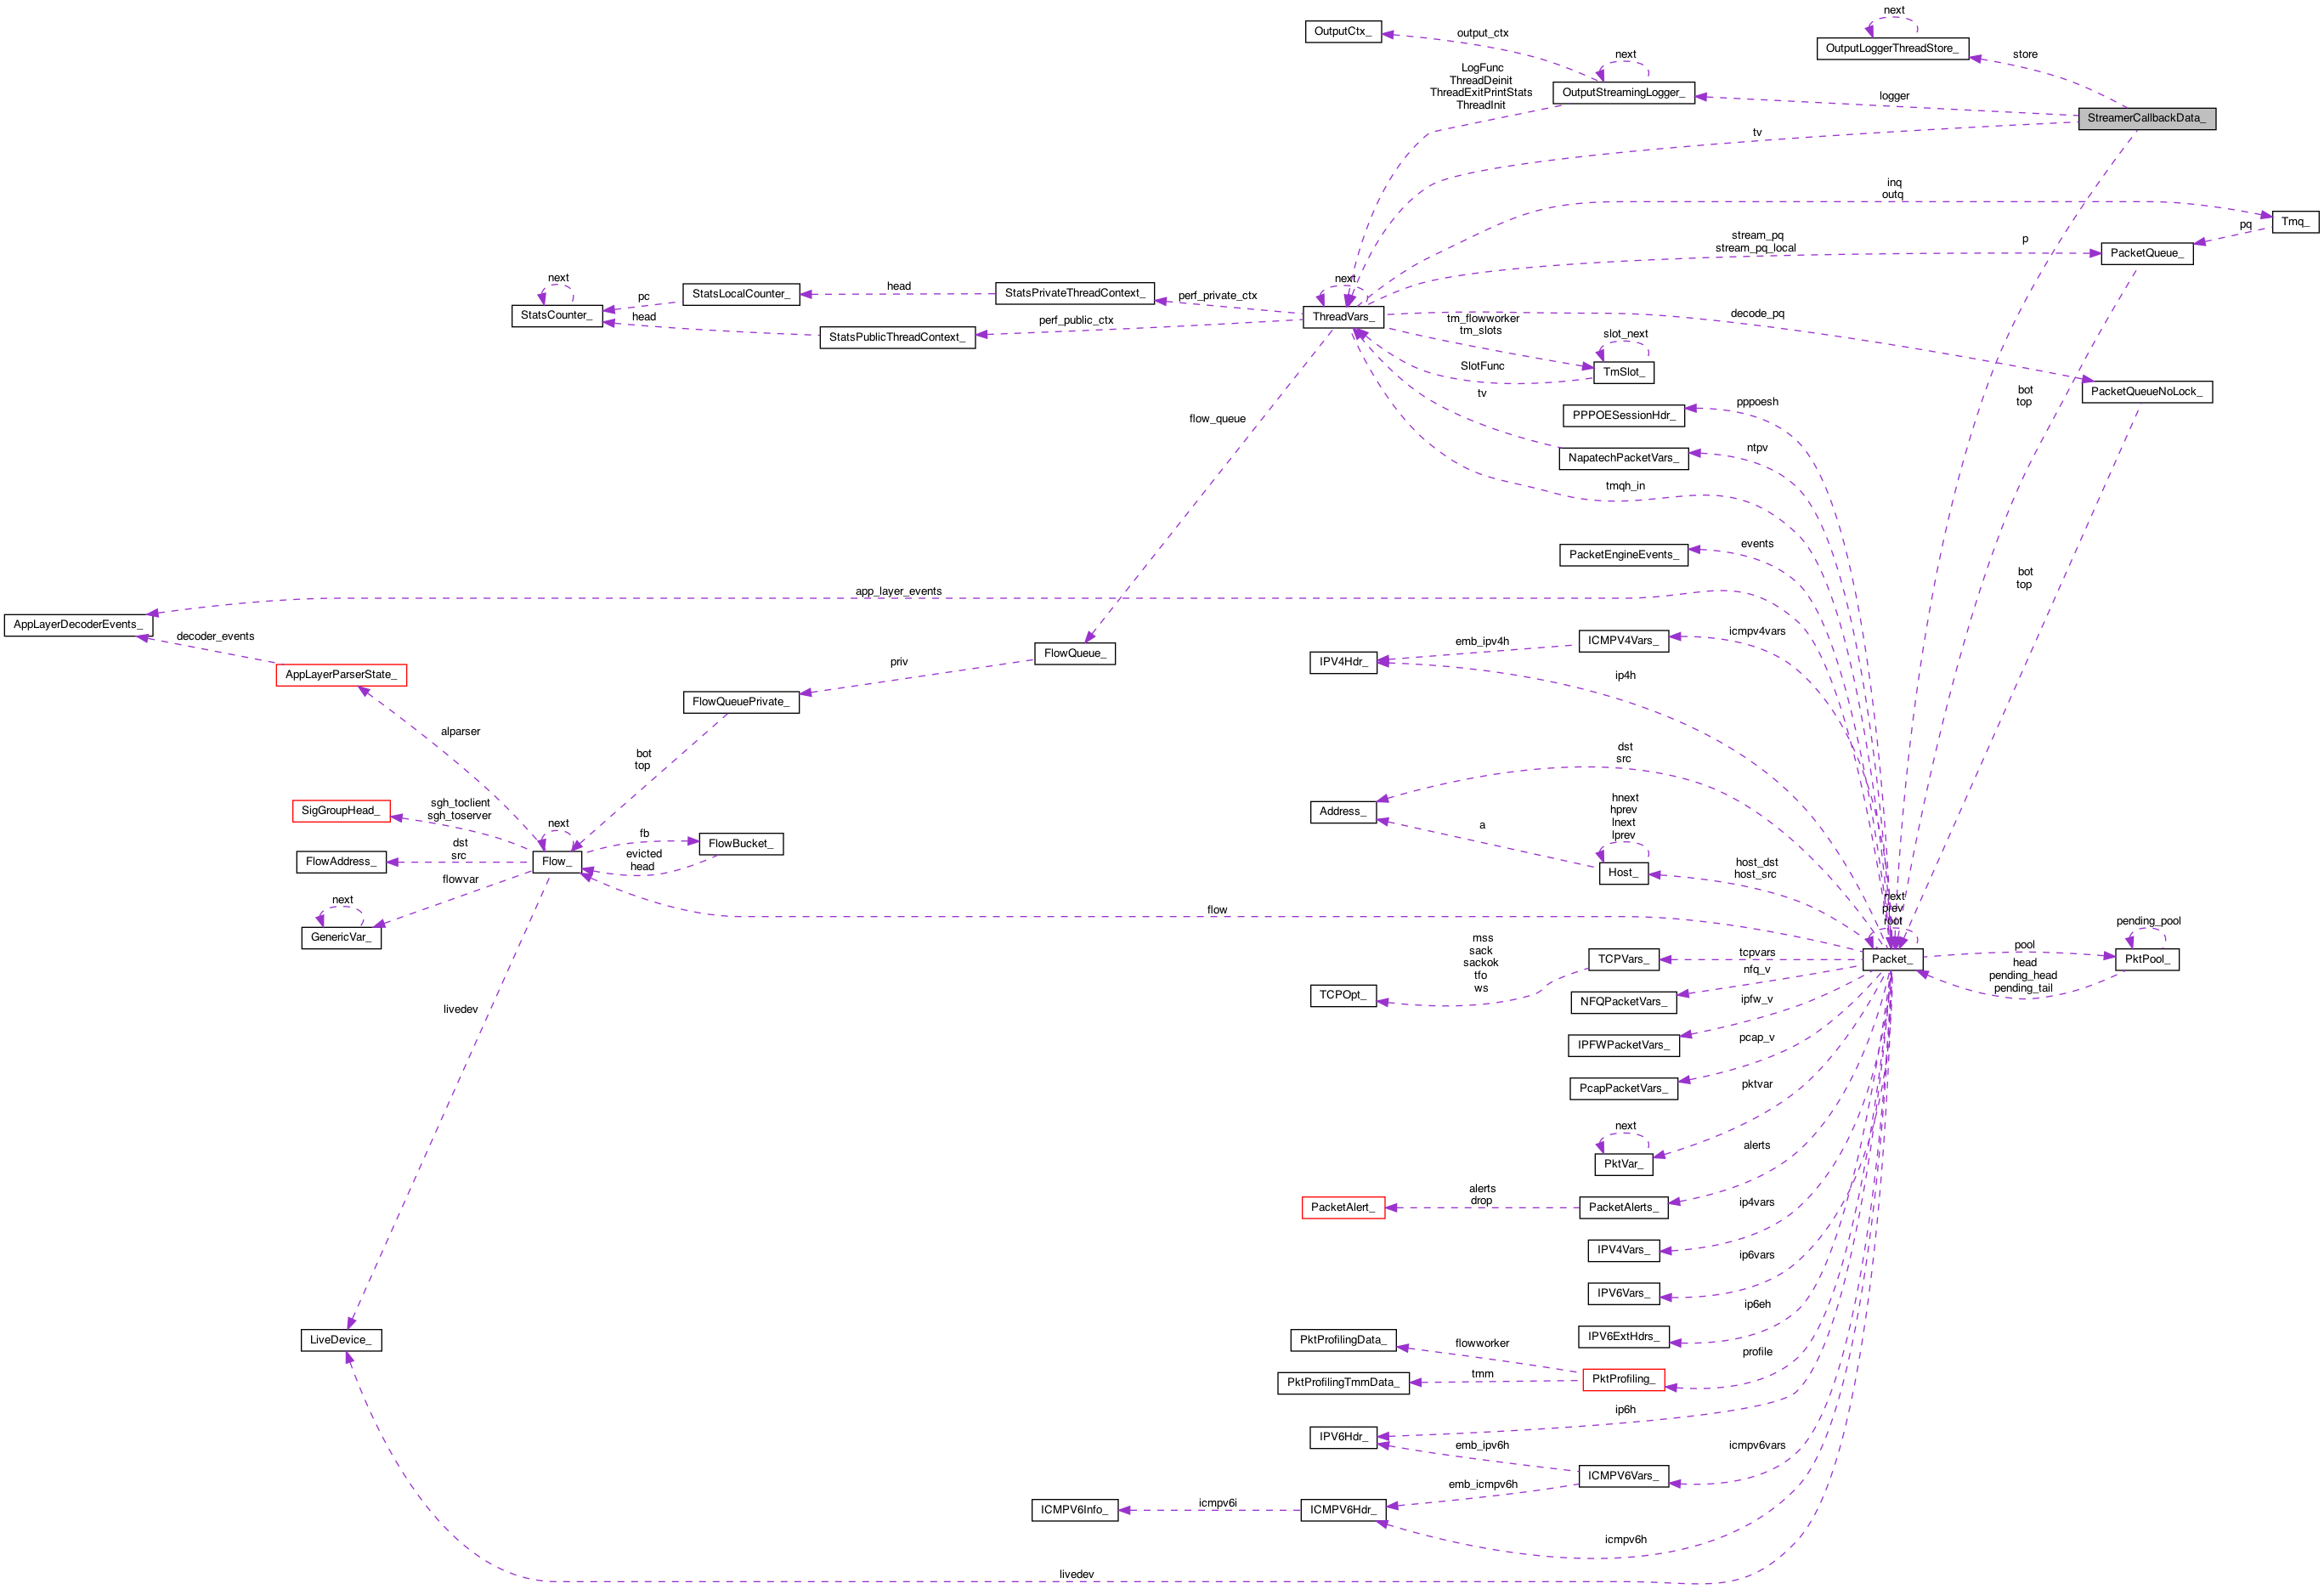 next
OutputCtx_
output_ctx
OutputLoggerThreadStore_
store
next
LogFunc
ThreadDeinit
ThreadExitPrintStats
ThreadInit
OutputStreamingLogger_
logger
StreamerCallbackData_
tv
inq
outq
Tmq_
pq
stream_pq
stream_pq_local
p
PacketQueue_
next
StatsCounter_
pc
head
StatsLocalCounter_
head
StatsPrivateThreadContext_
perf_private_ctx
next
ThreadVars_
StatsPublicThreadContext_
perf_public_ctx
decode_pq
tm_flowworker
tm_slots
slot_next
TmSlot_
SlotFunc
tv
PPPOESessionHdr_
pppoesh
bot
top
PacketQueueNoLock_
flow_queue
NapatechPacketVars_
ntpv
tmqh_in
PacketEngineEvents_
events
bot
top
app_layer_events
AppLayerDecoderEvents_
decoder_events
AppLayerParserState_
FlowQueue_
priv
FlowQueuePrivate_
IPV4Hdr_
emb_ipv4h
ICMPV4Vars_
icmpv4vars
ip4h
alparser
bot
top
dst
src
SigGroupHead_
sgh_toclient
sgh_toserver
next
fb
FlowBucket_
evicted
head
FlowAddress_
dst
src
Flow_
flowvar
next
GenericVar_
Address_
a
hnext
hprev
lnext
lprev
Host_
host_dst
host_src
flow
next
prev
root
Packet_
pool
pending_pool
PktPool_
head
pending_head
pending_tail
mss
sack
sackok
tfo
ws
TCPVars_
tcpvars
TCPOpt_
NFQPacketVars_
nfq_v
livedev
IPFWPacketVars_
ipfw_v
PcapPacketVars_
pcap_v
pktvar
next
PktVar_
alerts
PacketAlert_
alerts
drop
PacketAlerts_
ip4vars
IPV4Vars_
ip6vars
IPV6Vars_
ip6eh
IPV6ExtHdrs_
LiveDevice_
PktProfilingData_
flowworker
profile
PktProfilingTmmData_
tmm
PktProfiling_
ip6h
IPV6Hdr_
emb_ipv6h
icmpv6vars
ICMPV6Vars_
emb_icmpv6h
ICMPV6Info_
icmpv6i
ICMPV6Hdr_
icmpv6h
livedev